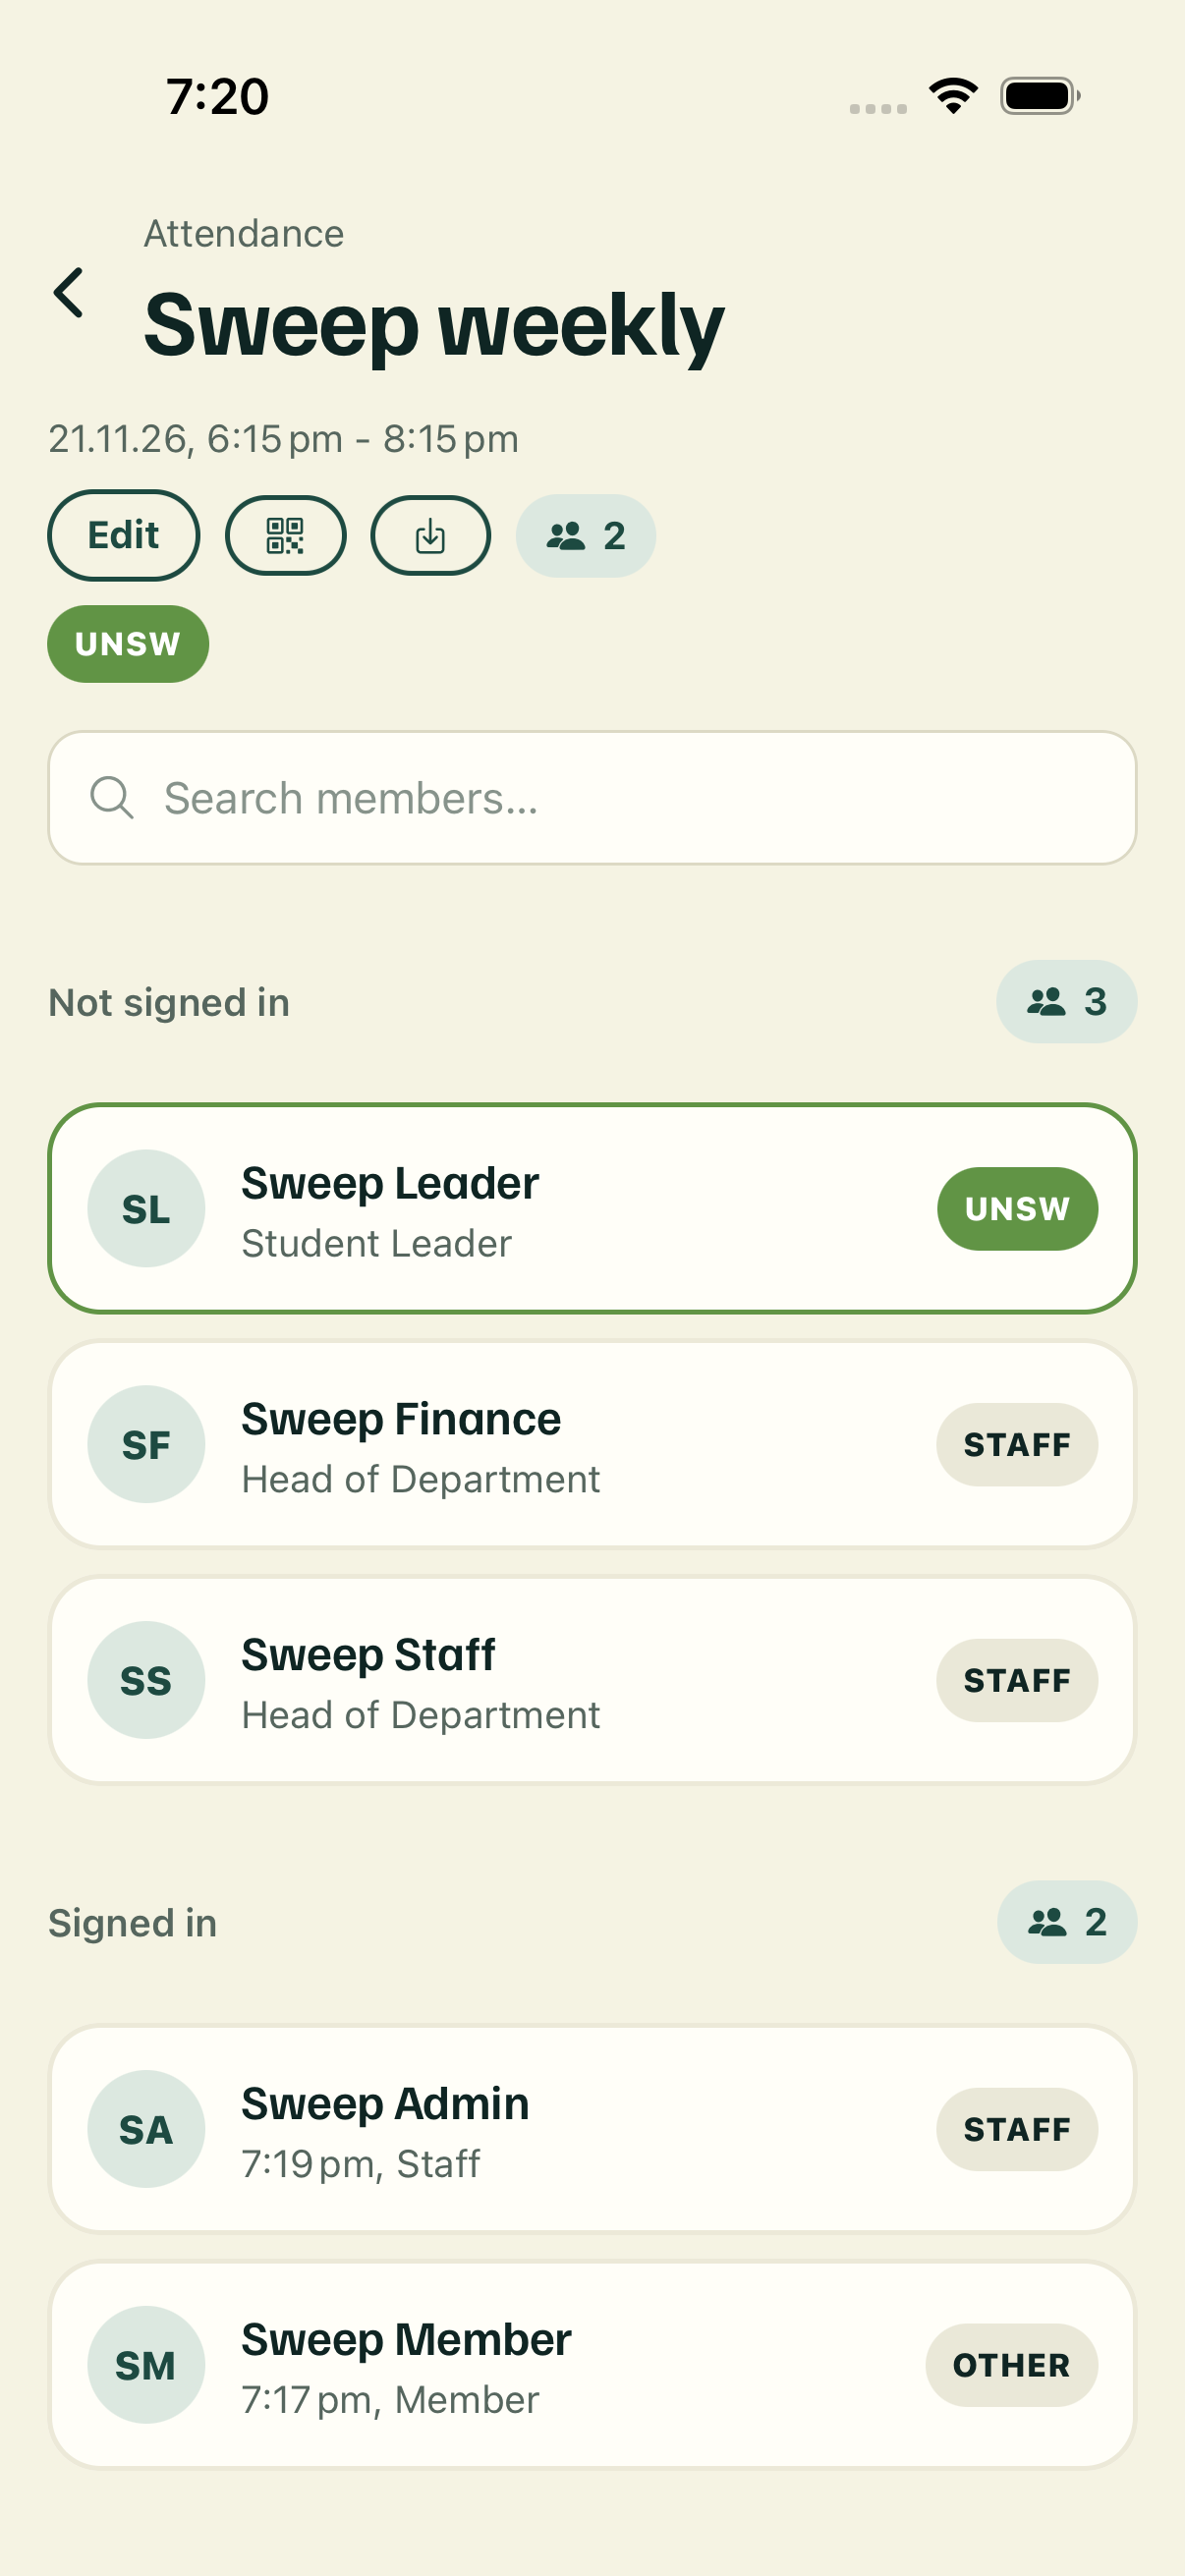 7:20
Attendance
Sweep weekly
21.11.26, 6:15 pm - 8:15 pm
Edit
2
UNSW
Search members...
Not signed in
3
SL
Sweep Leader
Student Leader
UNSW
SF
Sweep Finance
Head of Department
STAFF
SS
Sweep Staff
Head of Department
STAFF
Signed in
2
SA
Sweep Admin
7:19 pm, Staff
STAFF
SM
Sweep Member
7:17 pm, Member
OTHER